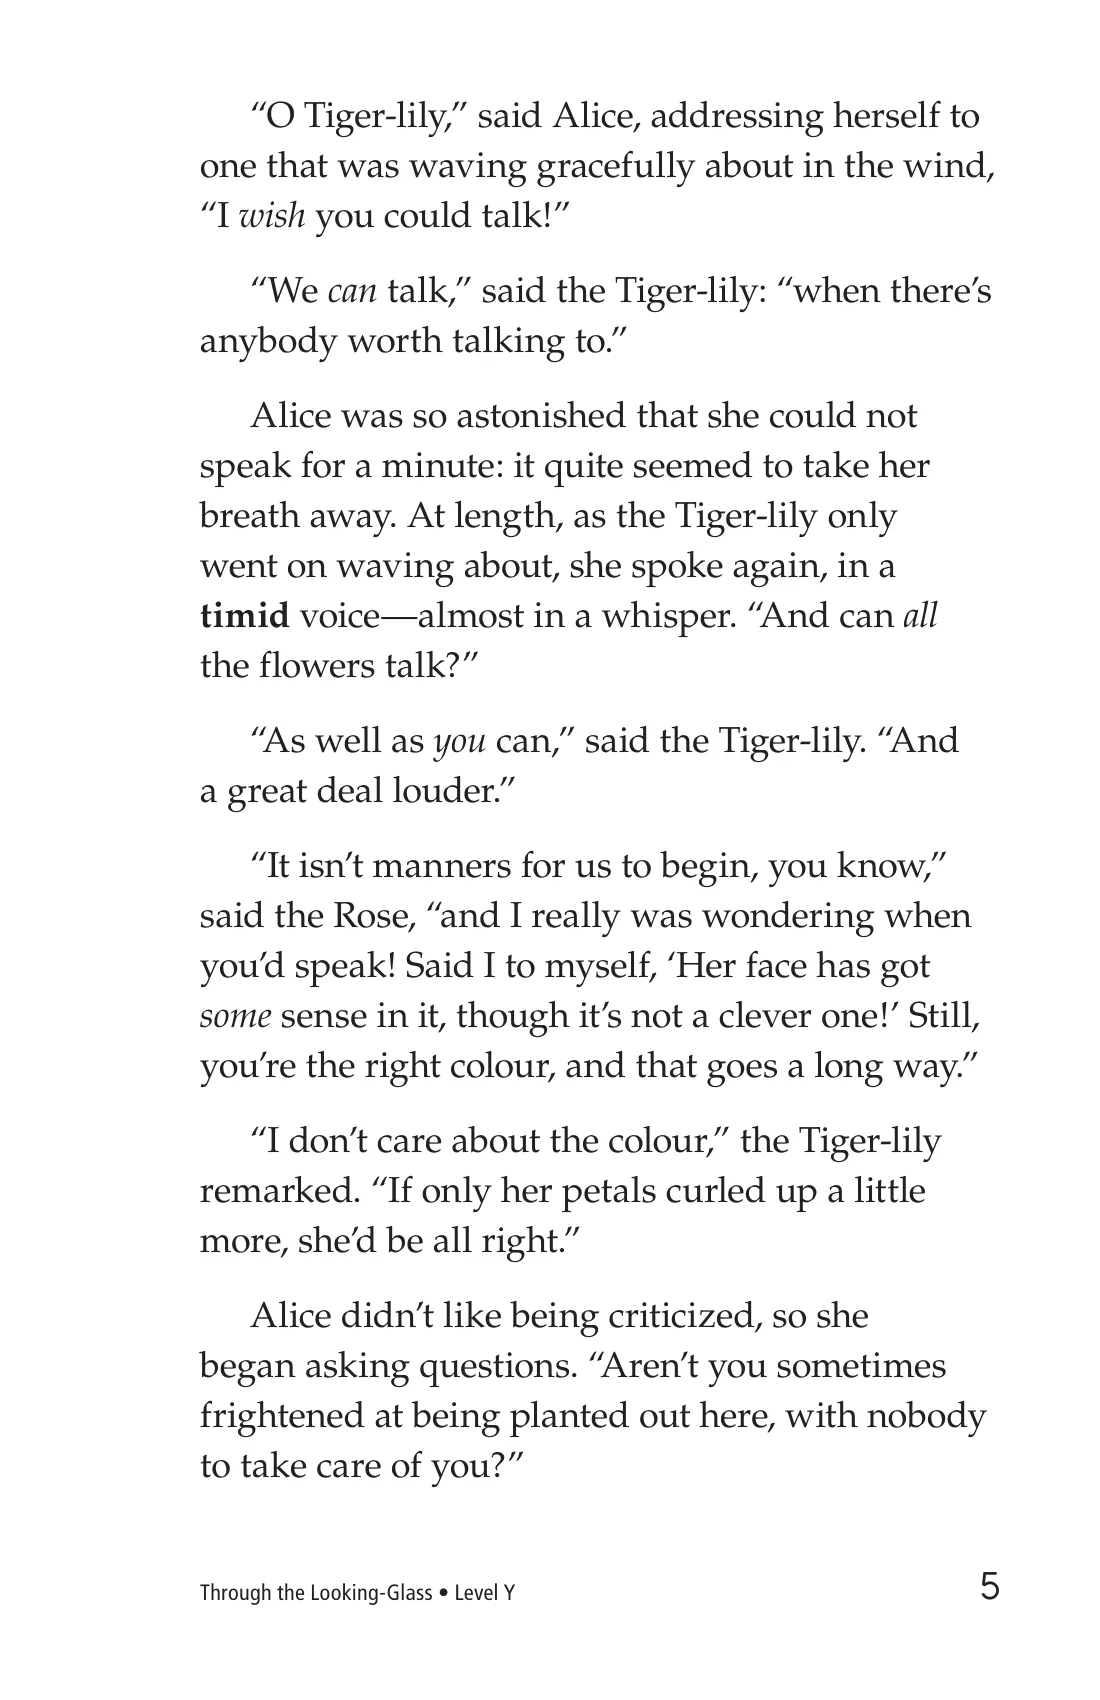 “O Tiger-lily,” said Alice, addressing herself to
one that was waving gracefully about in the wind,
“I wish you could talk!”
“We can talk,” said the Tiger-lily: “when there’s
anybody worth talking to.”
Alice was so astonished that she could not
speak for a minute: it quite seemed to take her
breath away. At length, as the Tiger-lily only
went on waving about, she spoke again, in a
timid voice—almost in a whisper. “And can all
the flowers talk?”
“As well as you can,” said the Tiger-lily. “And
a great deal louder.”
“It isn’t manners for us to begin, you know,”
said the Rose, “and I really was wondering when
you’d speak! Said I to myself, ‘Her face has got
some sense in it, though it’s not a clever one!’ Still,
you’re the right colour, and that goes a long way.”
“I don’t care about the colour,” the Tiger-lily
remarked. “If only her petals curled up a little
more, she’d be all right.”
Alice didn’t like being criticized, so she
began asking questions. “Aren’t you sometimes
frightened at being planted out here, with nobody
to take care of you?”
Through the Looking-Glass • Level Y 5